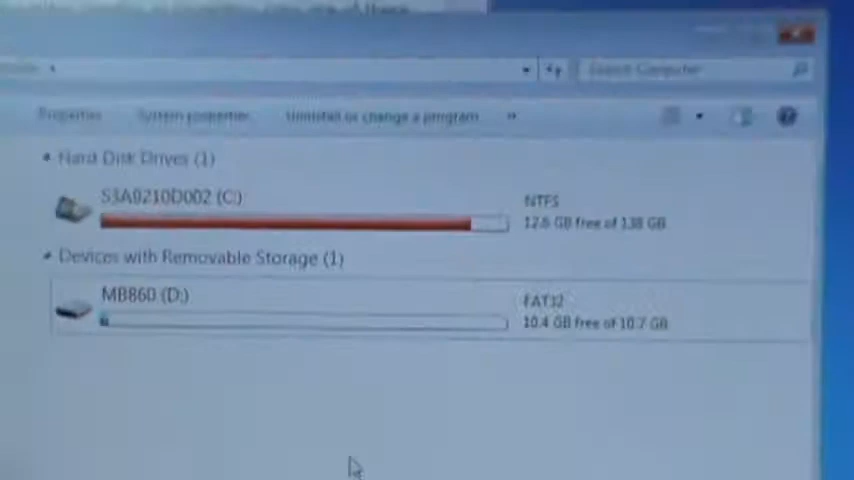 Search Computer
Properties System properties Uninstall or change a program »
Hard Disk Drives (1)
S3A9210D002 (C:)
NTFS
12.6 GB free of 138 GB
Devices with Removable Storage (1)
MB860 (D:)
FAT32
10.4 GB free of 10.7 GB